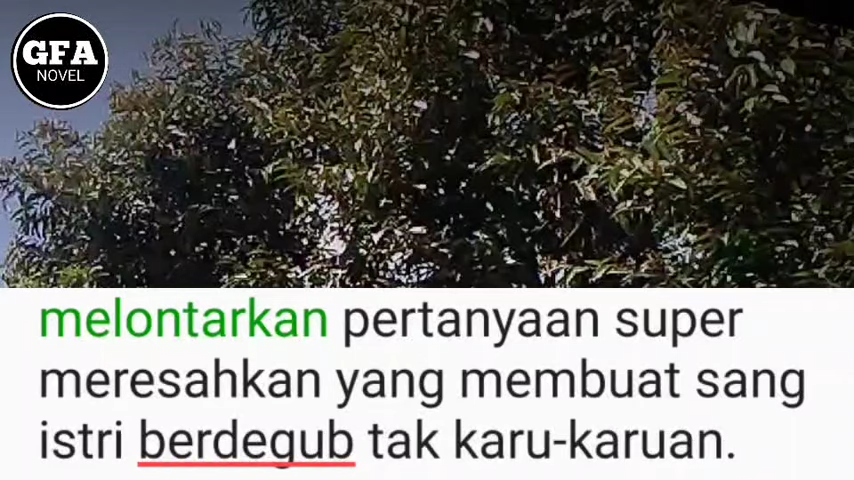 GFA
NOVEL
melontarkan pertanyaan super
meresahkan yang membuat sang
istri berdegub tak karu-karuan.